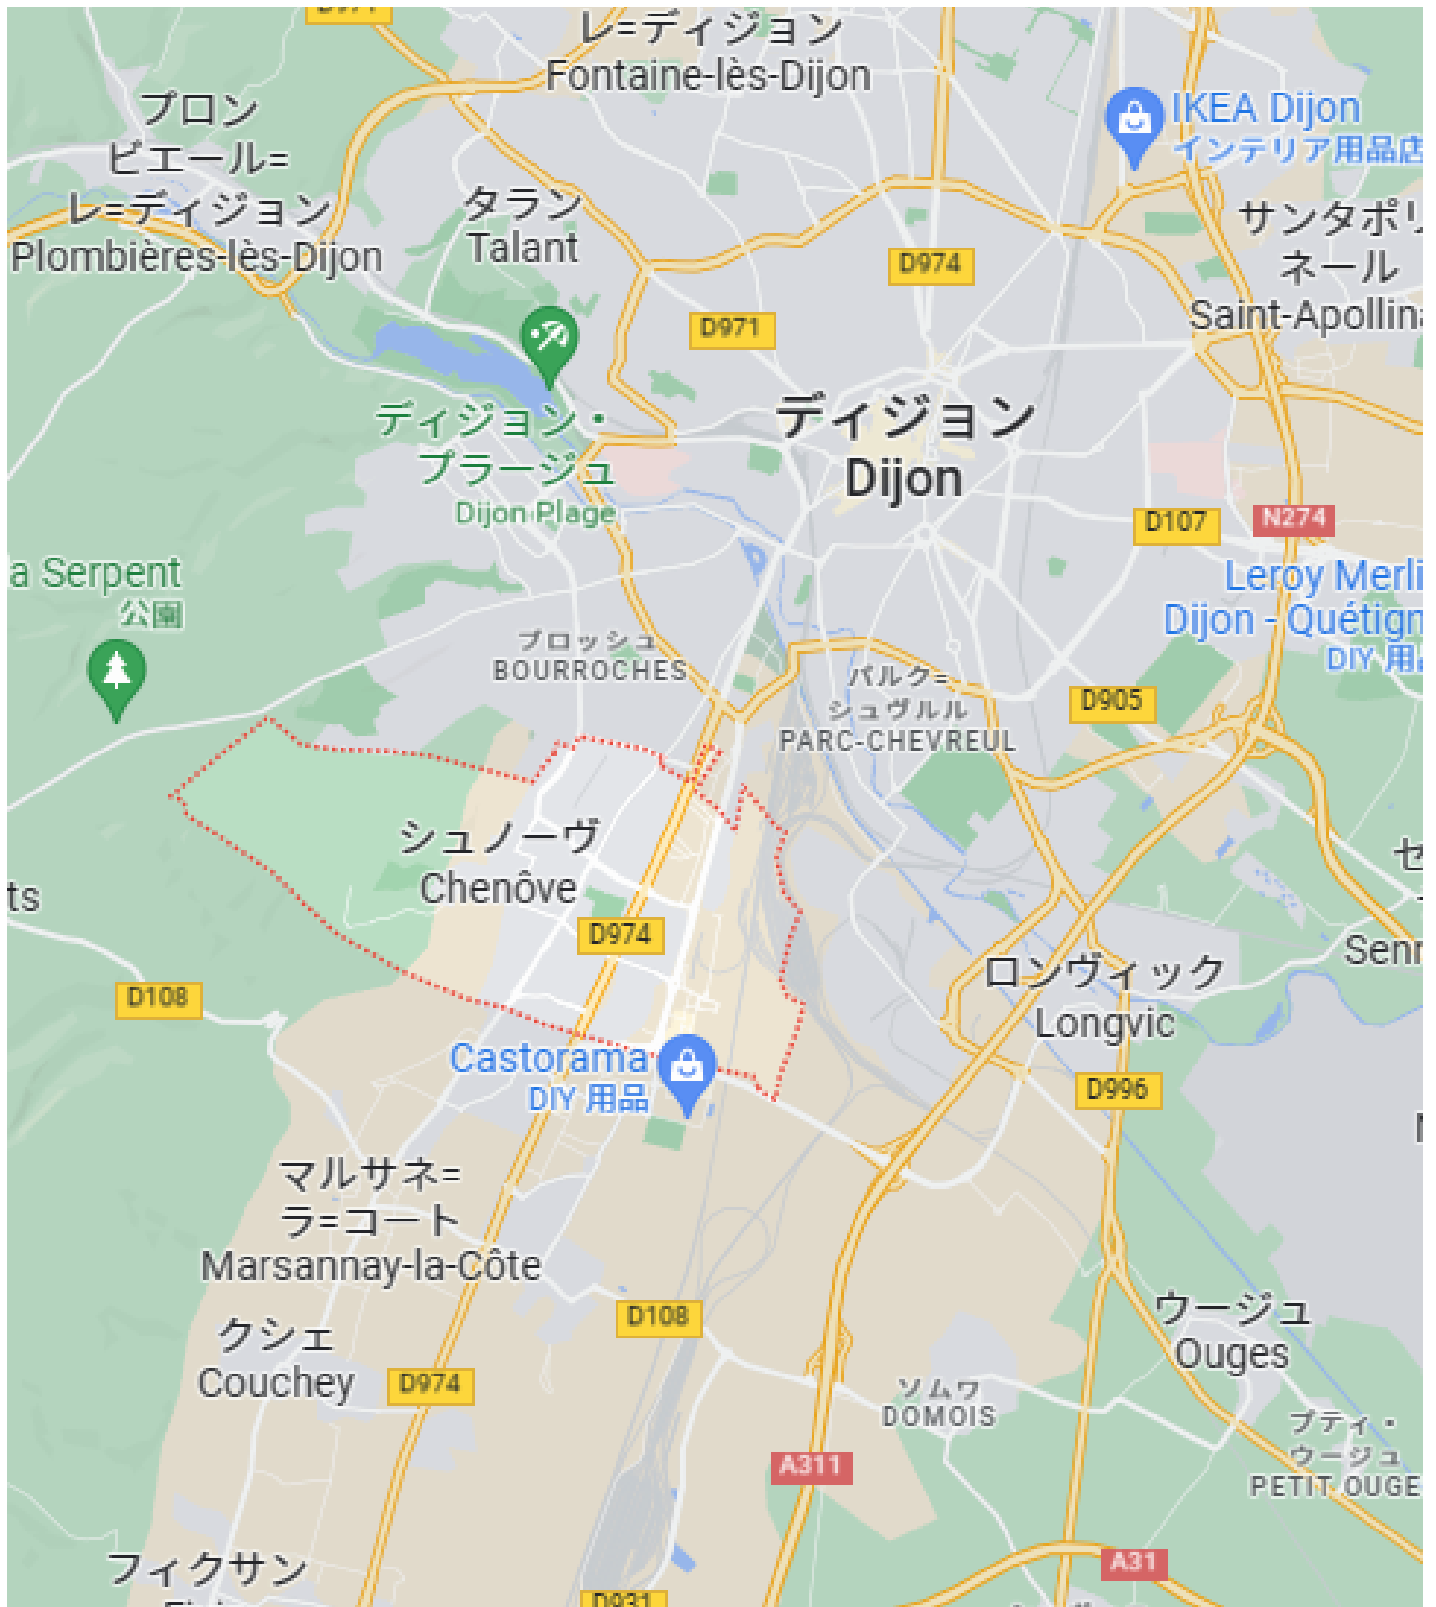 レ=ディジョン
Fontaine-lès-Dijon
プロン
ビエール=
レ=ディジョン
Plombières-lès-Dijon
IKEA Dijon
インテリア用品店
タラン
Talant
サンタポリ
ネール
Saint-Apollin
D974
D971
ディジョン・
プラージュ
Dijon Plage
ディジョン
Dijon
D107
N274
a Serpent
公園
Leroy Merli
Dijon - Quétign
DIY 用
ブロッシュ
BOURROCHES
パルク=
シュヴルル
PARC-CHEVREUL
D905
シュノーヴ
Chenôve
D974
ts
セ
Senn
D108
ロンヴィック
Longvic
Castorama
DIY 用品
D996
マルサネ=
ラ=コート
Marsannay-la-Côte
D108
クシェ
Couchey
D974
ウージュ
Ouges
ソムワ
DOMOIS
プティ・
ウージュ
PETIT OUGE
A311
A31
フィクサン
D931